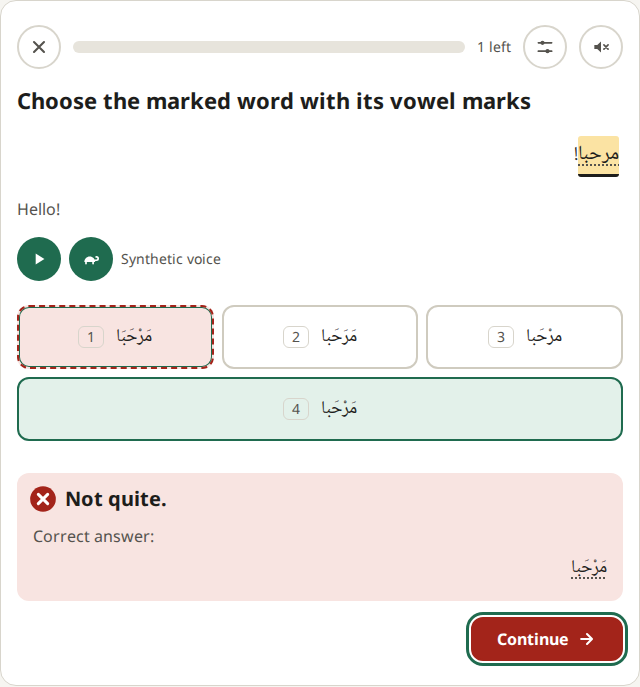 1 left
Choose the marked word with its vowel marks
مرحبا!
Hello!
Synthetic voice
1 مَرْحَبَا
2 مَرَحَبا
3 مرْحَبا
4 مَرْحَبا
Not quite.
Correct answer:
مَرْحَبا
Continue